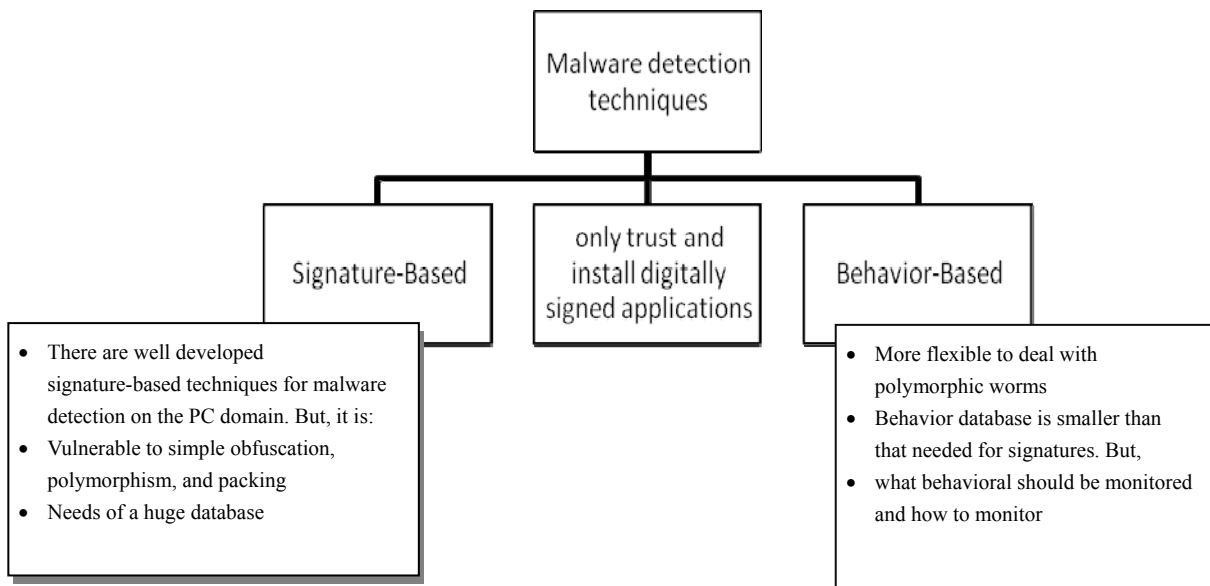 Malware detection
techniques
Signature-Based
only trust and
install digitally
signed applications
Behavior-Based
• There are well developed
signature-based techniques for malware
detection on the PC domain. But, it is:
• Vulnerable to simple obfuscation,
polymorphism, and packing
• Needs of a huge database
• More flexible to deal with
polymorphic worms
• Behavior database is smaller than
that needed for signatures. But,
• what behavioral should be monitored
and how to monitor